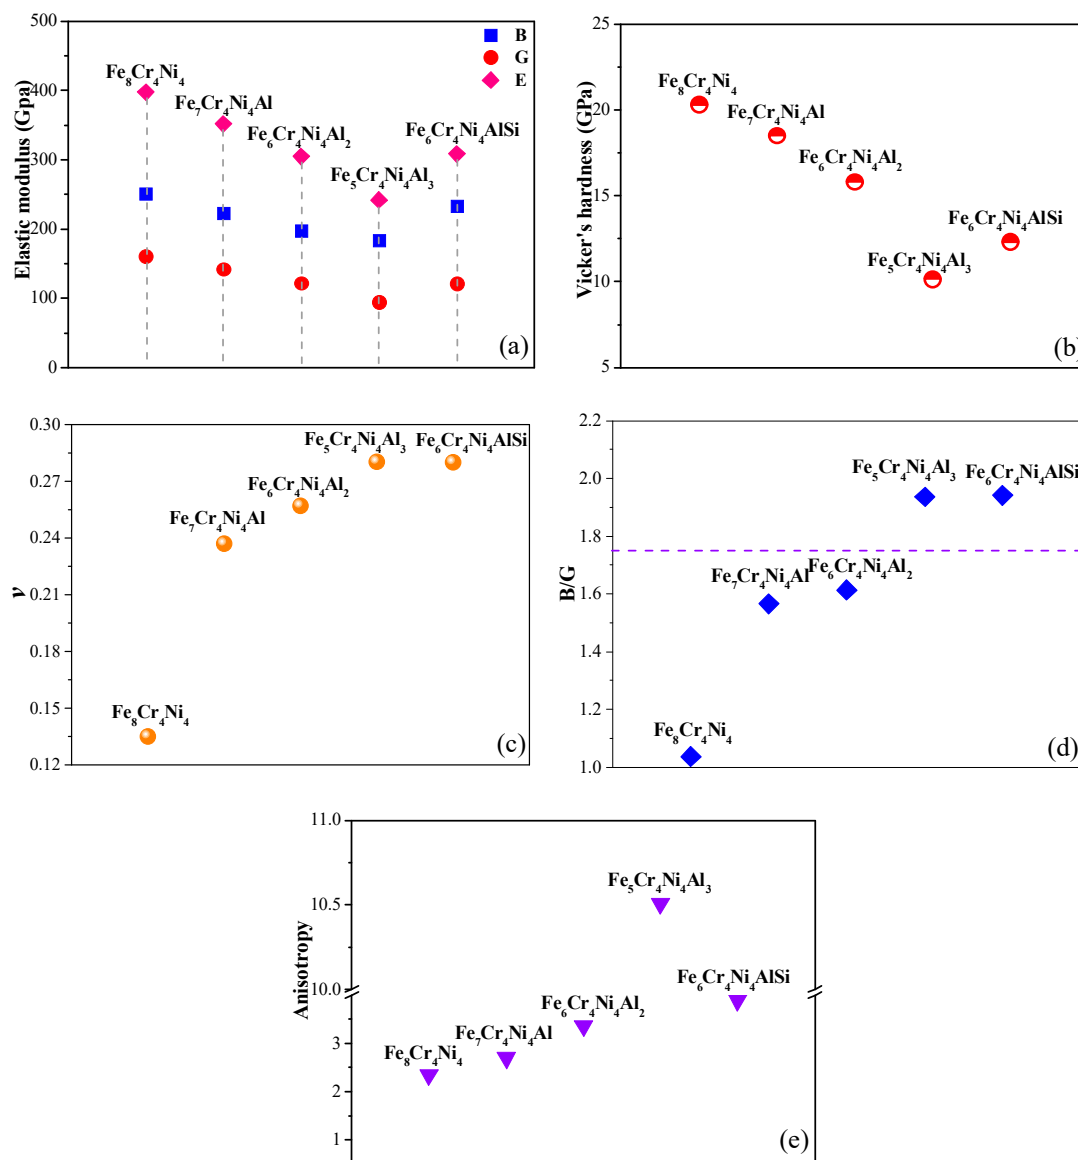 500
400
300
200
100
0
Elastic modulus (Gpa)
B
G
E
Fe8Cr4Ni4
Fe7Cr4Ni4Al
Fe6Cr4Ni4Al2
Fe5Cr4Ni4Al3
Fe6Cr4Ni4AlSi
(a)
25
20
15
10
5
Vicker's hardness (GPa)
Fe8Cr4Ni4
Fe7Cr4Ni4Al
Fe6Cr4Ni4Al2
Fe5Cr4Ni4Al3
Fe6Cr4Ni4AlSi
(b)
0.30
0.27
0.24
0.21
0.18
0.15
0.12
ν
Fe8Cr4Ni4
Fe7Cr4Ni4Al
Fe6Cr4Ni4Al2
Fe5Cr4Ni4Al3
Fe6Cr4Ni4AlSi
(c)
2.2
2.0
1.8
1.6
1.4
1.2
1.0
B/G
Fe8Cr4Ni4
Fe7Cr4Ni4Al
Fe6Cr4Ni4Al2
Fe5Cr4Ni4Al3
Fe6Cr4Ni4AlSi
(d)
11.0
10.5
10.0
3
2
1
Anisotropy
Fe8Cr4Ni4
Fe7Cr4Ni4Al
Fe6Cr4Ni4Al2
Fe5Cr4Ni4Al3
Fe6Cr4Ni4AlSi
(e)